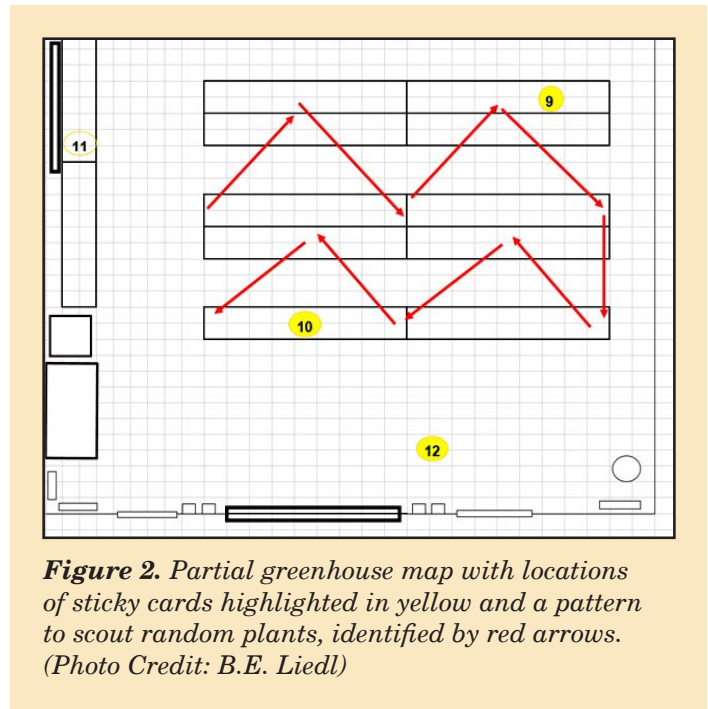 9
11
10
12
Figure 2. Partial greenhouse map with locations
of sticky cards highlighted in yellow and a pattern
to scout random plants, identified by red arrows.
(Photo Credit: B.E. Liedl)